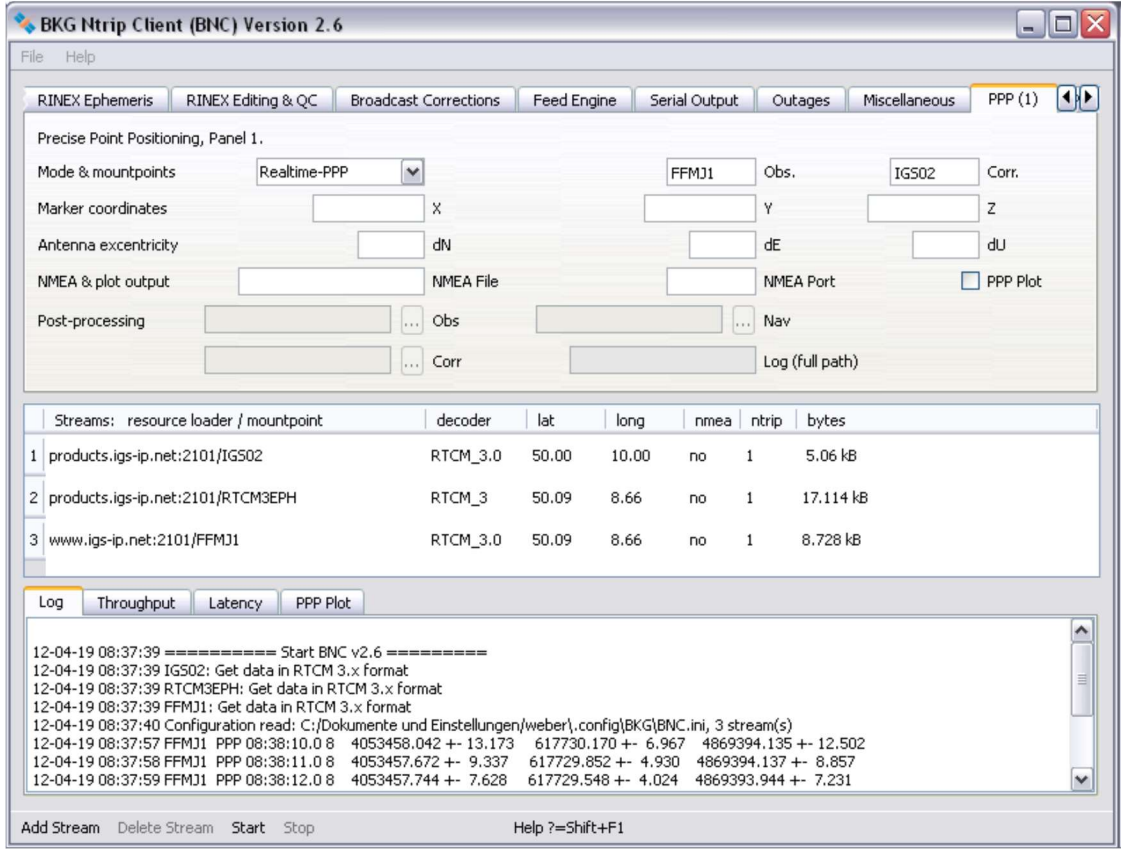 BKG Ntrip Client (BNC) Version 2.6
File Help
RINEX Ephemeris RINEX Editing & QC Broadcast Corrections Feed Engine Serial Output Outages Miscellaneous PPP (1)
Precise Point Positioning, Panel 1.
Mode & mountpoints Realtime-PPP FFMJ1 Obs. IGS02 Corr.
Marker coordinates X Y Z
Antenna excentricity dN dE dU
NMEA & plot output NMEA File NMEA Port PPP Plot
Post-processing ... Obs ... Nav
... Corr Log (full path)
Streams: resource loader / mountpoint decoder lat long nmea ntrip bytes
1 products.igs-ip.net:2101/IGS02 RTCM_3.0 50.00 10.00 no 1 5.06 kB
2 products.igs-ip.net:2101/RTCM3EPH RTCM_3 50.09 8.66 no 1 17.114 kB
3 www.igs-ip.net:2101/FFMJ1 RTCM_3.0 50.09 8.66 no 1 8.728 kB
Log Throughput Latency PPP Plot
12-04-19 08:37:39 ========== Start BNC v2.6 =========
12-04-19 08:37:39 IGS02: Get data in RTCM 3.x format
12-04-19 08:37:39 RTCM3EPH: Get data in RTCM 3.x format
12-04-19 08:37:39 FFMJ1: Get data in RTCM 3.x format
12-04-19 08:37:40 Configuration read: C:/Dokumente und Einstellungen/weber\.config\BKG\BNC.ini, 3 stream(s)
12-04-19 08:37:57 FFMJ1 PPP 08:38:10.0 8 4053458.042 +- 13.173 617730.170 +- 6.967 4869394.135 +- 12.502
12-04-19 08:37:58 FFMJ1 PPP 08:38:11.0 8 4053457.672 +- 9.337 617729.852 +- 4.930 4869394.137 +- 8.857
12-04-19 08:37:59 FFMJ1 PPP 08:38:12.0 8 4053457.744 +- 7.628 617729.548 +- 4.024 4869393.944 +- 7.231
Add Stream Delete Stream Start Stop Help ?=Shift+F1